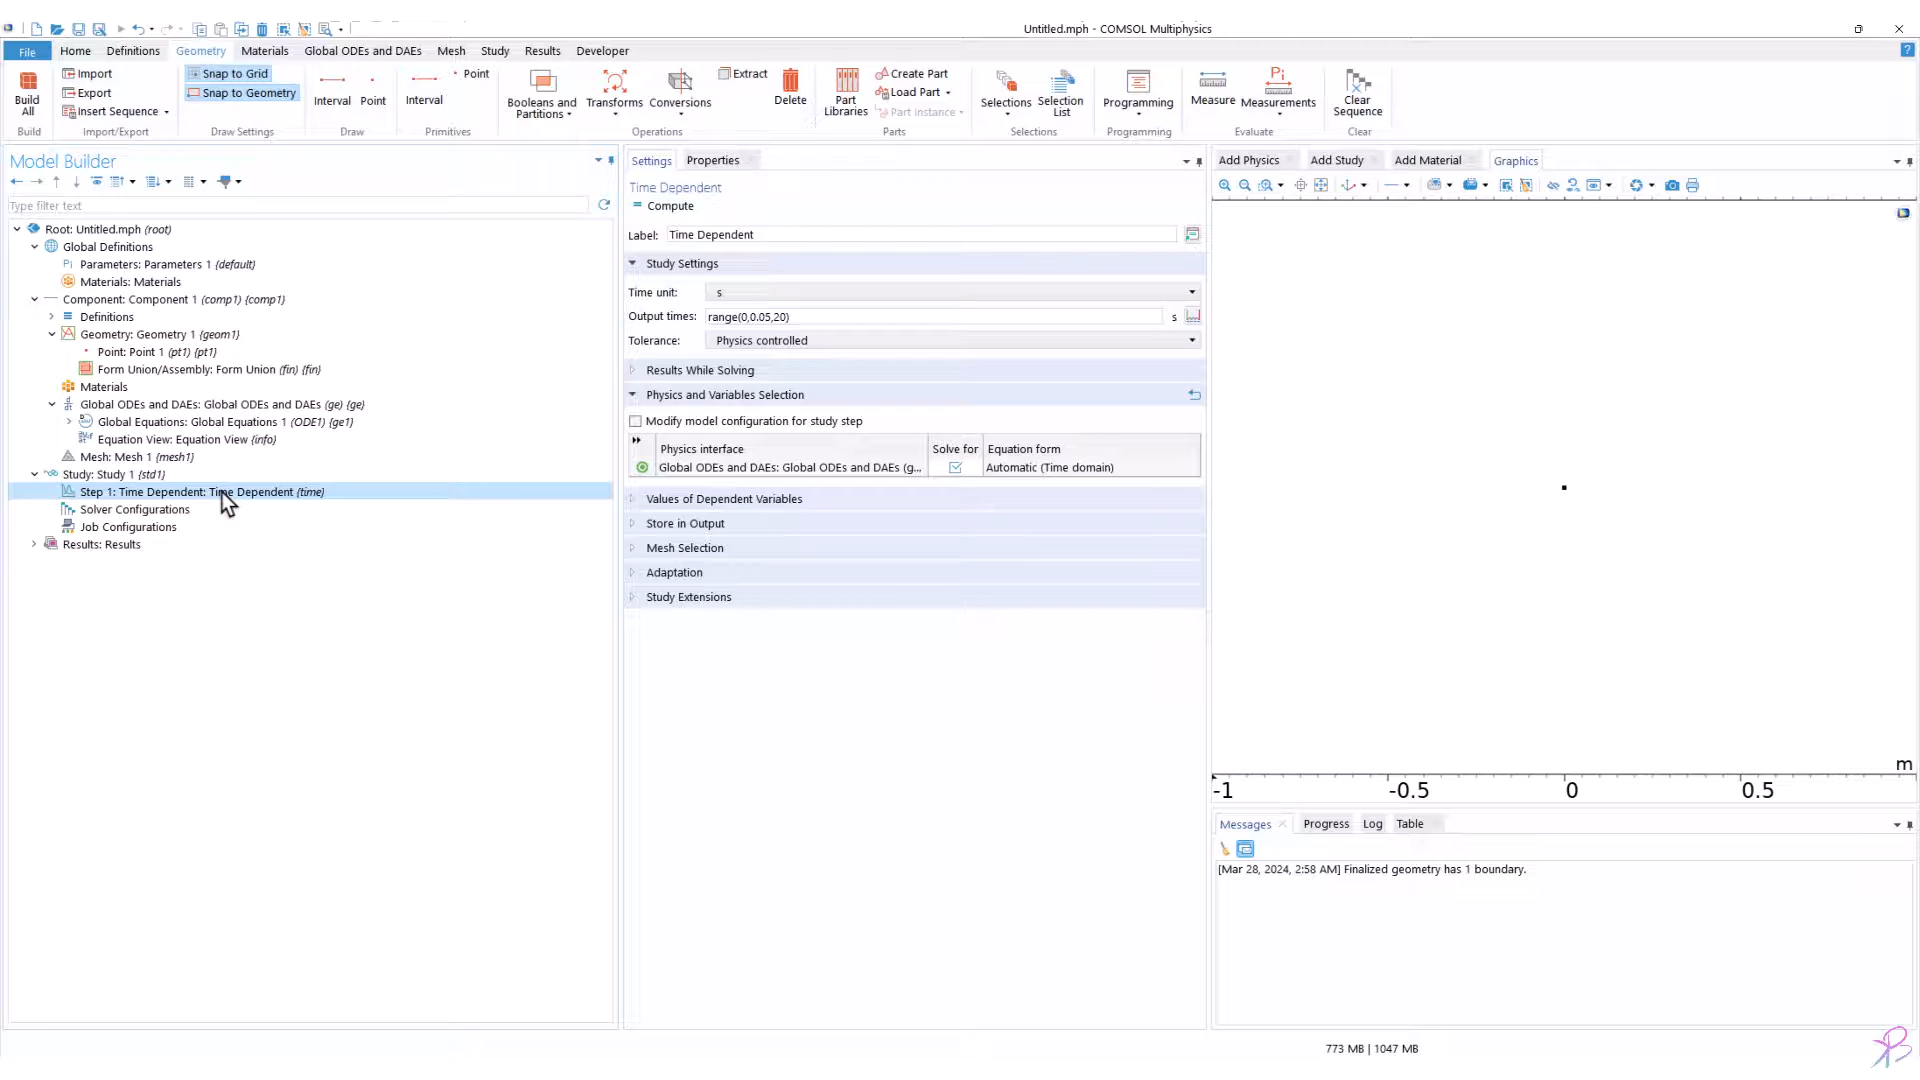 Untitled.mph - COMSOL Multiphysics
File Home Definitions Geometry Materials Global ODEs and DAEs Mesh Study Results Developer
Build All
Build
Import
Export
Insert Sequence
Import/Export
Snap to Grid
Snap to Geometry
Draw Settings
Interval Point
Draw
Interval
Point
Primitives
Booleans and Partitions
Transforms
Conversions
Extract
Delete
Operations
Part Libraries
Create Part
Load Part
Part Instance
Parts
Selections
Selection List
Selections
Programming
Programming
Measure
Measurements
Evaluate
Clear Sequence
Clear
Model Builder
Type filter text
Root: Untitled.mph (root)
Global Definitions
Pi Parameters: Parameters 1 {default}
Materials: Materials
Component: Component 1 (comp1) {comp1}
Definitions
Geometry: Geometry 1 {geom1}
Point: Point 1 (pt1) {pt1}
Form Union/Assembly: Form Union (fin) {fin}
Materials
Global ODEs and DAEs: Global ODEs and DAEs (ge) {ge}
Global Equations: Global Equations 1 (ODE1) {ge1}
Equation View: Equation View {info}
Mesh: Mesh 1 {mesh1}
Study: Study 1 {std1}
Step 1: Time Dependent: Time Dependent {time}
Solver Configurations
Job Configurations
Results: Results
Settings Properties
Time Dependent
= Compute
Label: Time Dependent
Study Settings
Time unit: s
Output times: range(0,0.05,20) s
Tolerance: Physics controlled
Results While Solving
Physics and Variables Selection
Modify model configuration for study step
Physics interface Solve for Equation form
Global ODEs and DAEs: Global ODEs and DAEs (g... Automatic (Time domain)
Values of Dependent Variables
Store in Output
Mesh Selection
Adaptation
Study Extensions
Add Physics Add Study Add Material Graphics
m
-1 -0.5 0 0.5
Messages Progress Log Table
[Mar 28, 2024, 2:58 AM] Finalized geometry has 1 boundary.
773 MB | 1047 MB